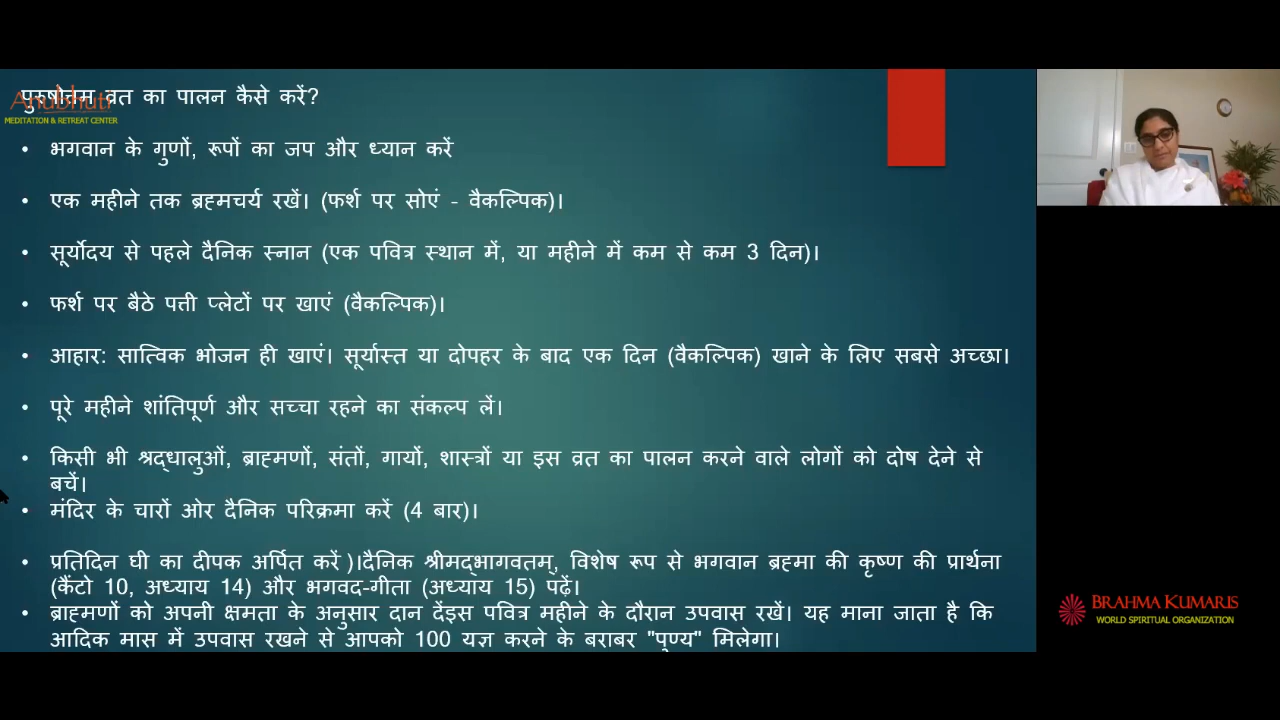 पुरुषोत्तम व्रत का पालन कैसे करें?
Anubhuti
MEDITATION & RETREAT CENTER
• भगवान के गुणों, रूपों का जप और ध्यान करें
• एक महीने तक ब्रह्मचर्य रखें। (फर्श पर सोएं - वैकल्पिक)।
• सूर्योदय से पहले दैनिक स्नान (एक पवित्र स्थान में, या महीने में कम से कम 3 दिन)।
• फर्श पर बैठे पत्ती प्लेटों पर खाएं (वैकल्पिक)।
• आहार: सात्विक भोजन ही खाएं। सूर्यास्त या दोपहर के बाद एक दिन (वैकल्पिक) खाने के लिए सबसे अच्छा।
• पूरे महीने शांतिपूर्ण और सच्चा रहने का संकल्प लें।
• किसी भी श्रद्धालुओं, ब्राह्मणों, संतों, गायों, शास्त्रों या इस व्रत का पालन करने वाले लोगों को दोष देने से
बचें।
• मंदिर के चारों ओर दैनिक परिक्रमा करें (4 बार)।
• प्रतिदिन घी का दीपक अर्पित करें )।दैनिक श्रीमद्भागवतम्, विशेष रूप से भगवान ब्रह्मा की कृष्ण की प्रार्थना
(कैंटो 10, अध्याय 14) और भगवद-गीता (अध्याय 15) पढ़ें।
• ब्राह्मणों को अपनी क्षमता के अनुसार दान देंइस पवित्र महीने के दौरान उपवास रखें। यह माना जाता है कि
आदिक मास में उपवास रखने से आपको 100 यज्ञ करने के बराबर "पुण्य" मिलेगा।
BRAHMA KUMARIS
WORLD SPIRITUAL ORGANIZATION